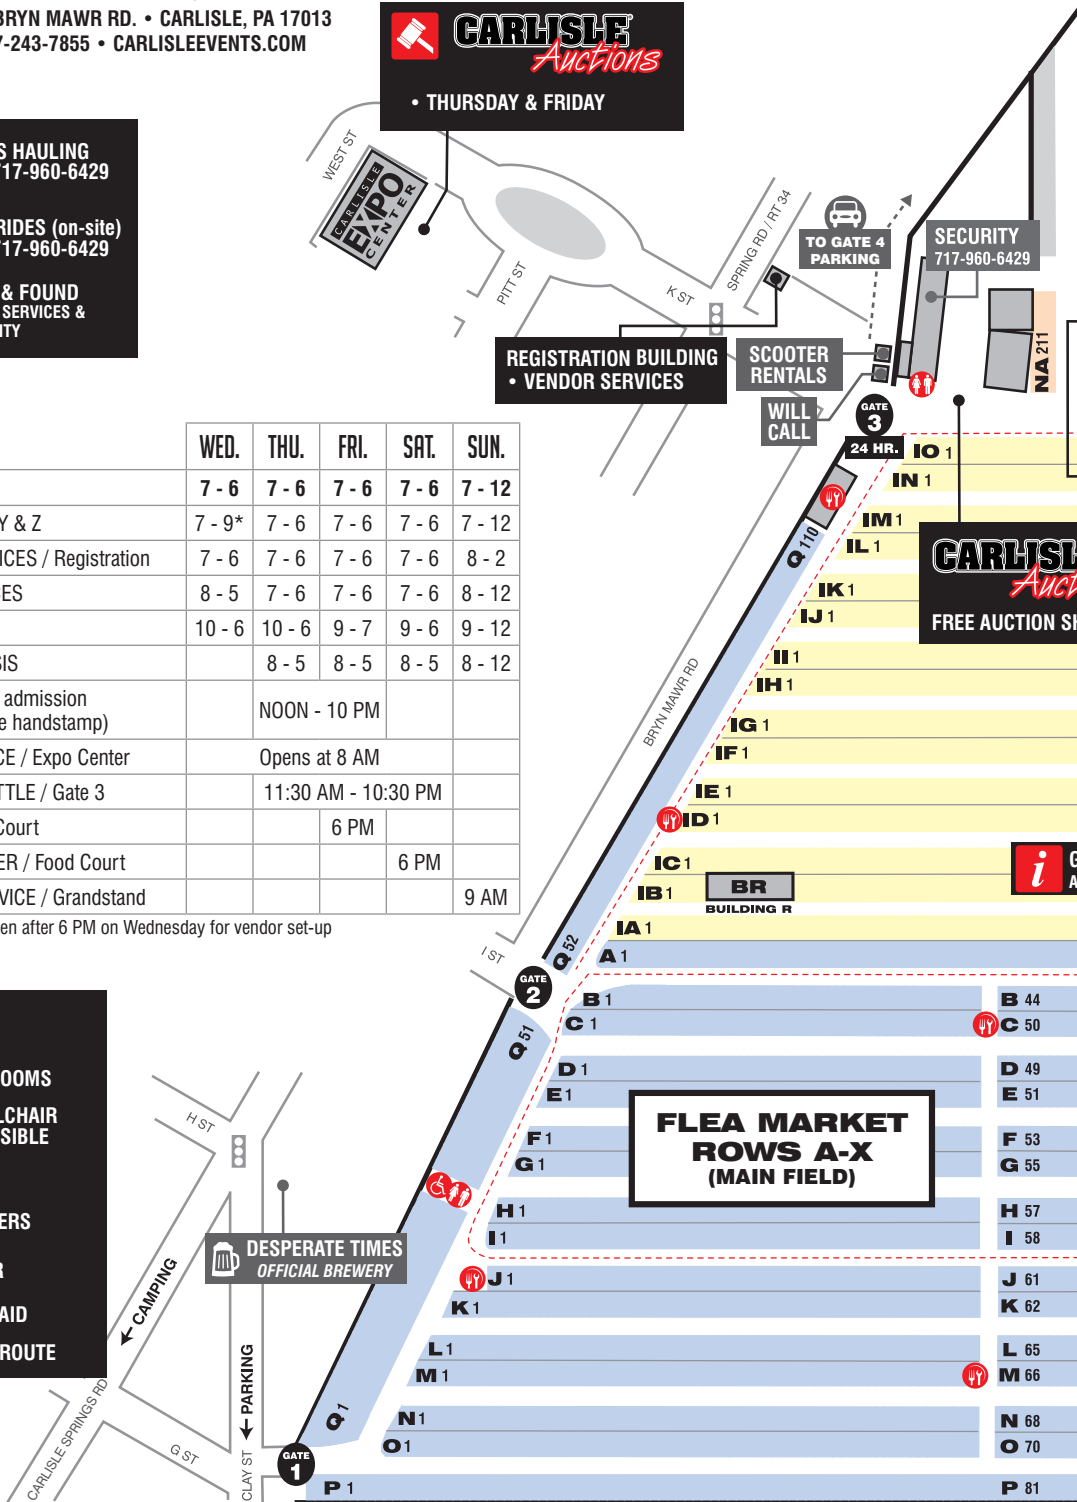 BRYN MAWR RD. • CARLISLE, PA 17013
7-243-7855 • CARLISLEEVENTS.COM
CARLISLE
Auctions
• THURSDAY & FRIDAY
S HAULING
717-960-6429
RIDES (on-site)
717-960-6429
& FOUND
SERVICES &
ITY
WEST ST
CARLISLE
EXPO
CENTER
PITT ST
K ST
SPRING RD / RT 34
TO GATE 4
PARKING
SECURITY
717-960-6429
NA 211
REGISTRATION BUILDING
• VENDOR SERVICES
SCOOTER
RENTALS
WILL
CALL
GATE
3
24 HR.
WED. THU. FRI. SAT. SUN.
7 - 6 7 - 6 7 - 6 7 - 6 7 - 12
Y & Z 7 - 9* 7 - 6 7 - 6 7 - 6 7 - 12
ICES / Registration 7 - 6 7 - 6 7 - 6 7 - 6 8 - 2
ES 8 - 5 7 - 6 7 - 6 7 - 6 8 - 12
10 - 6 10 - 6 9 - 7 9 - 6 9 - 12
SIS 8 - 5 8 - 5 8 - 5 8 - 12
admission
e handstamp) NOON - 10 PM
CE / Expo Center Opens at 8 AM
TTLE / Gate 3 11:30 AM - 10:30 PM
Court 6 PM
ER / Food Court 6 PM
VICE / Grandstand 9 AM
en after 6 PM on Wednesday for vendor set-up
IO 1
IN 1
IM 1
IL 1
IK 1
IJ 1
II 1
IH 1
IG 1
IF 1
IE 1
ID 1
IC 1
IB 1
IA 1
A 1
CARLISL
Auct
FREE AUCTION SH
Q 110
BRYN MAWR RD
BR
BUILDING R
i
G
A
Q 52
I ST
GATE
2
Q 51
B 1 B 44
C 1 C 50
D 1 D 49
E 1 E 51
FLEA MARKET
ROWS A-X
(MAIN FIELD)
F 1 F 53
G 1 G 55
H 1 H 57
I 1 I 58
J 1 J 61
K 1 K 62
L 1 L 65
M 1 M 66
N 1 N 68
O 1 O 70
P 1 P 81
OOMS
LCHAIR
SIBLE
ERS
R
AID
ROUTE
H ST
DESPERATE TIMES
OFFICIAL BREWERY
CAMPING
PARKING
CARLISLE SPRINGS RD
G ST
CLAY ST
Q 1
GATE
1